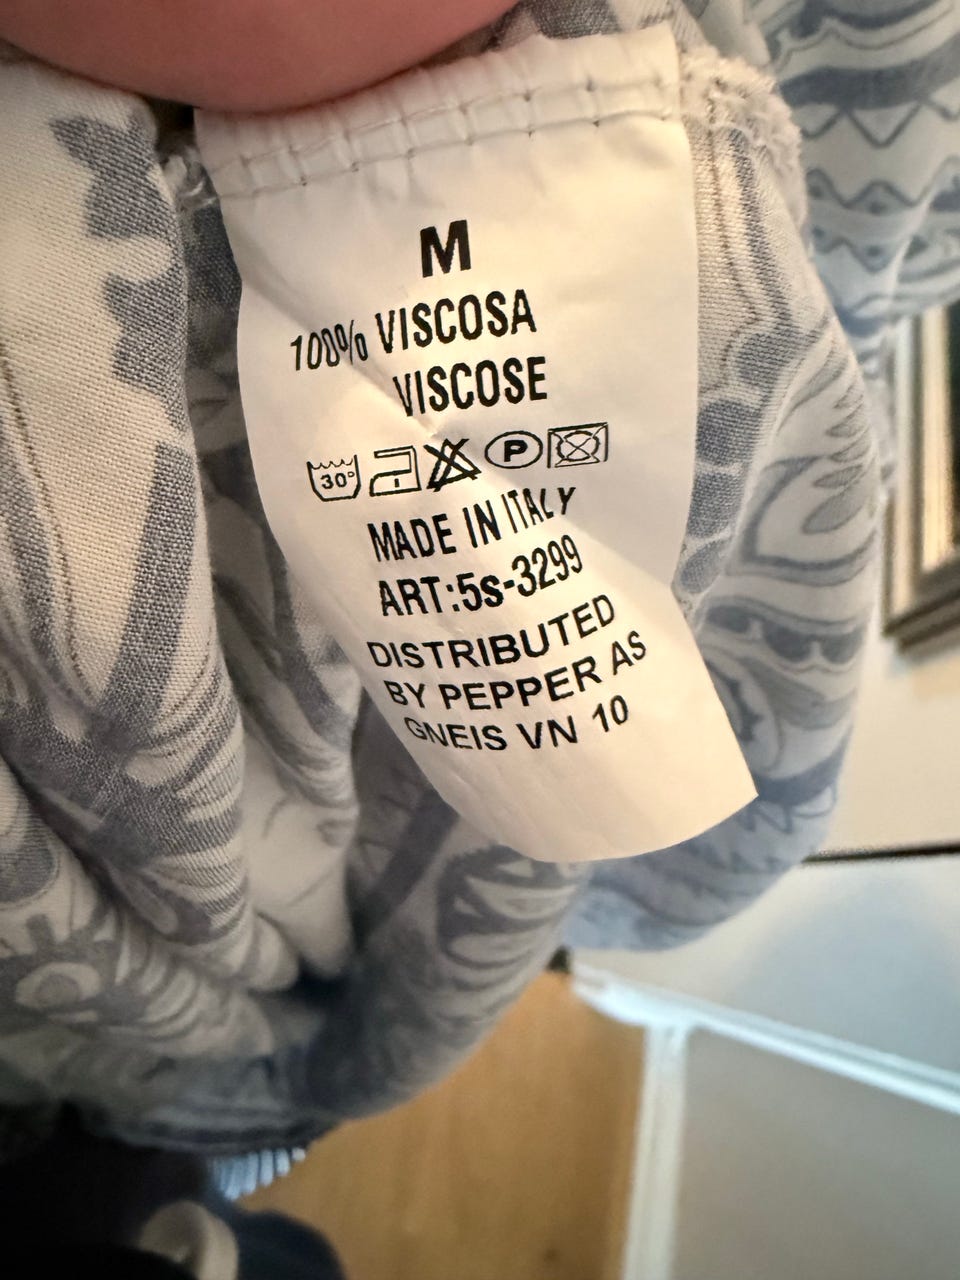 M
100% VISCOSA
VISCOSE
30° P
MADE IN ITALY
ART:5s-3299
DISTRIBUTED
BY PEPPER AS
GNEIS VN 10